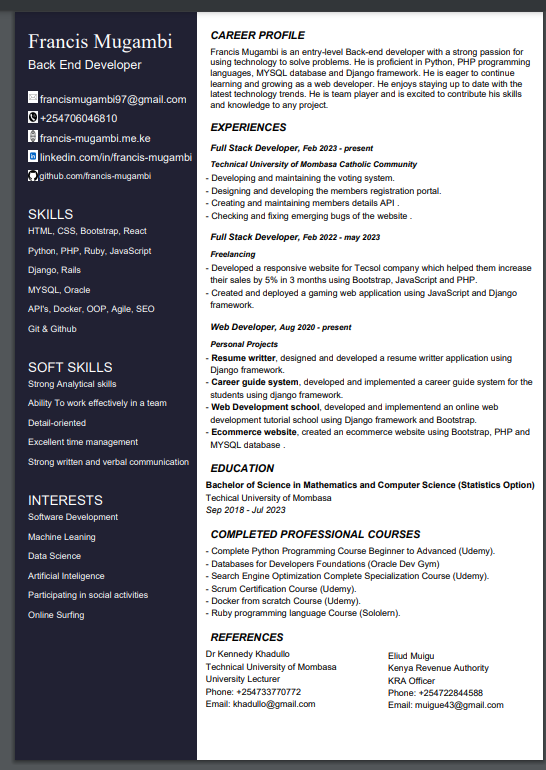 Francis Mugambi
Back End Developer
francismugambi97@gmail.com
+254706046810
francis-mugambi.me.ke
linkedin.com/in/francis-mugambi
github.com/francis-mugambi
SKILLS
HTML, CSS, Bootstrap, React
Python, PHP, Ruby, JavaScript
Django, Rails
MYSQL, Oracle
API's, Docker, OOP, Agile, SEO
Git & Github
SOFT SKILLS
Strong Analytical skills
Ability To work effectively in a team
Detail-oriented
Excellent time management
Strong written and verbal communication
INTERESTS
Software Development
Machine Leaning
Data Science
Artificial Inteligence
Participating in social activities
Online Surfing
CAREER PROFILE
Francis Mugambi is an entry-level Back-end developer with a strong passion for
using technology to solve problems. He is proficient in Python, PHP programming
languages, MYSQL database and Django framework. He is eager to continue
learning and growing as a web developer. He enjoys staying up to date with the
latest technology trends. He is team player and is excited to contribute his skills
and knowledge to any project.
EXPERIENCES
Full Stack Developer, Feb 2023 - present
Technical University of Mombasa Catholic Community
- Developing and maintaining the voting system.
- Designing and developing the members registration portal.
- Creating and maintaining members details API .
- Checking and fixing emerging bugs of the website .
Full Stack Developer, Feb 2022 - may 2023
Freelancing
- Developed a responsive website for Tecsol company which helped them increase
their sales by 5% in 3 months using Bootstrap, JavaScript and PHP.
- Created and deployed a gaming web application using JavaScript and Django
framework.
Web Developer, Aug 2020 - present
Personal Projects
- Resume writter, designed and developed a resume writter application using
Django framework.
- Career guide system, developed and implemented a career guide system for the
students using django framework.
- Web Development school, developed and implementend an online web
development tutorial school using Django framework and Bootstrap.
- Ecommerce website, created an ecommerce website using Bootstrap, PHP and
MYSQL database .
EDUCATION
Bachelor of Science in Mathematics and Computer Science (Statistics Option)
Techical University of Mombasa
Sep 2018 - Jul 2023
COMPLETED PROFESSIONAL COURSES
- Complete Python Programming Course Beginner to Advanced (Udemy).
- Databases for Developers Foundations (Oracle Dev Gym)
- Search Engine Optimization Complete Specialization Course (Udemy).
- Scrum Certification Course (Udemy).
- Docker from scratch Course (Udemy).
- Ruby programming language Course (Sololern).
REFERENCES
Dr Kennedy Khadullo
Technical University of Mombasa
University Lecturer
Phone: +254733770772
Email: khadullo@gmail.com
Eliud Muigu
Kenya Revenue Authority
KRA Officer
Phone: +254722844588
Email: muigue43@gmail.com